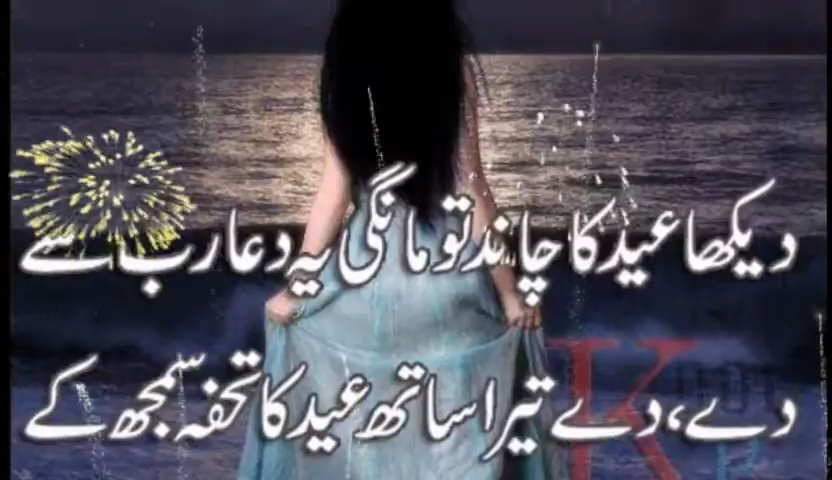 دیکھا عید کا چاند تو مانگی یہ دعا رب سے
دے، دے تیرا ساتھ عید کا تحفہ سمجھ کے
K